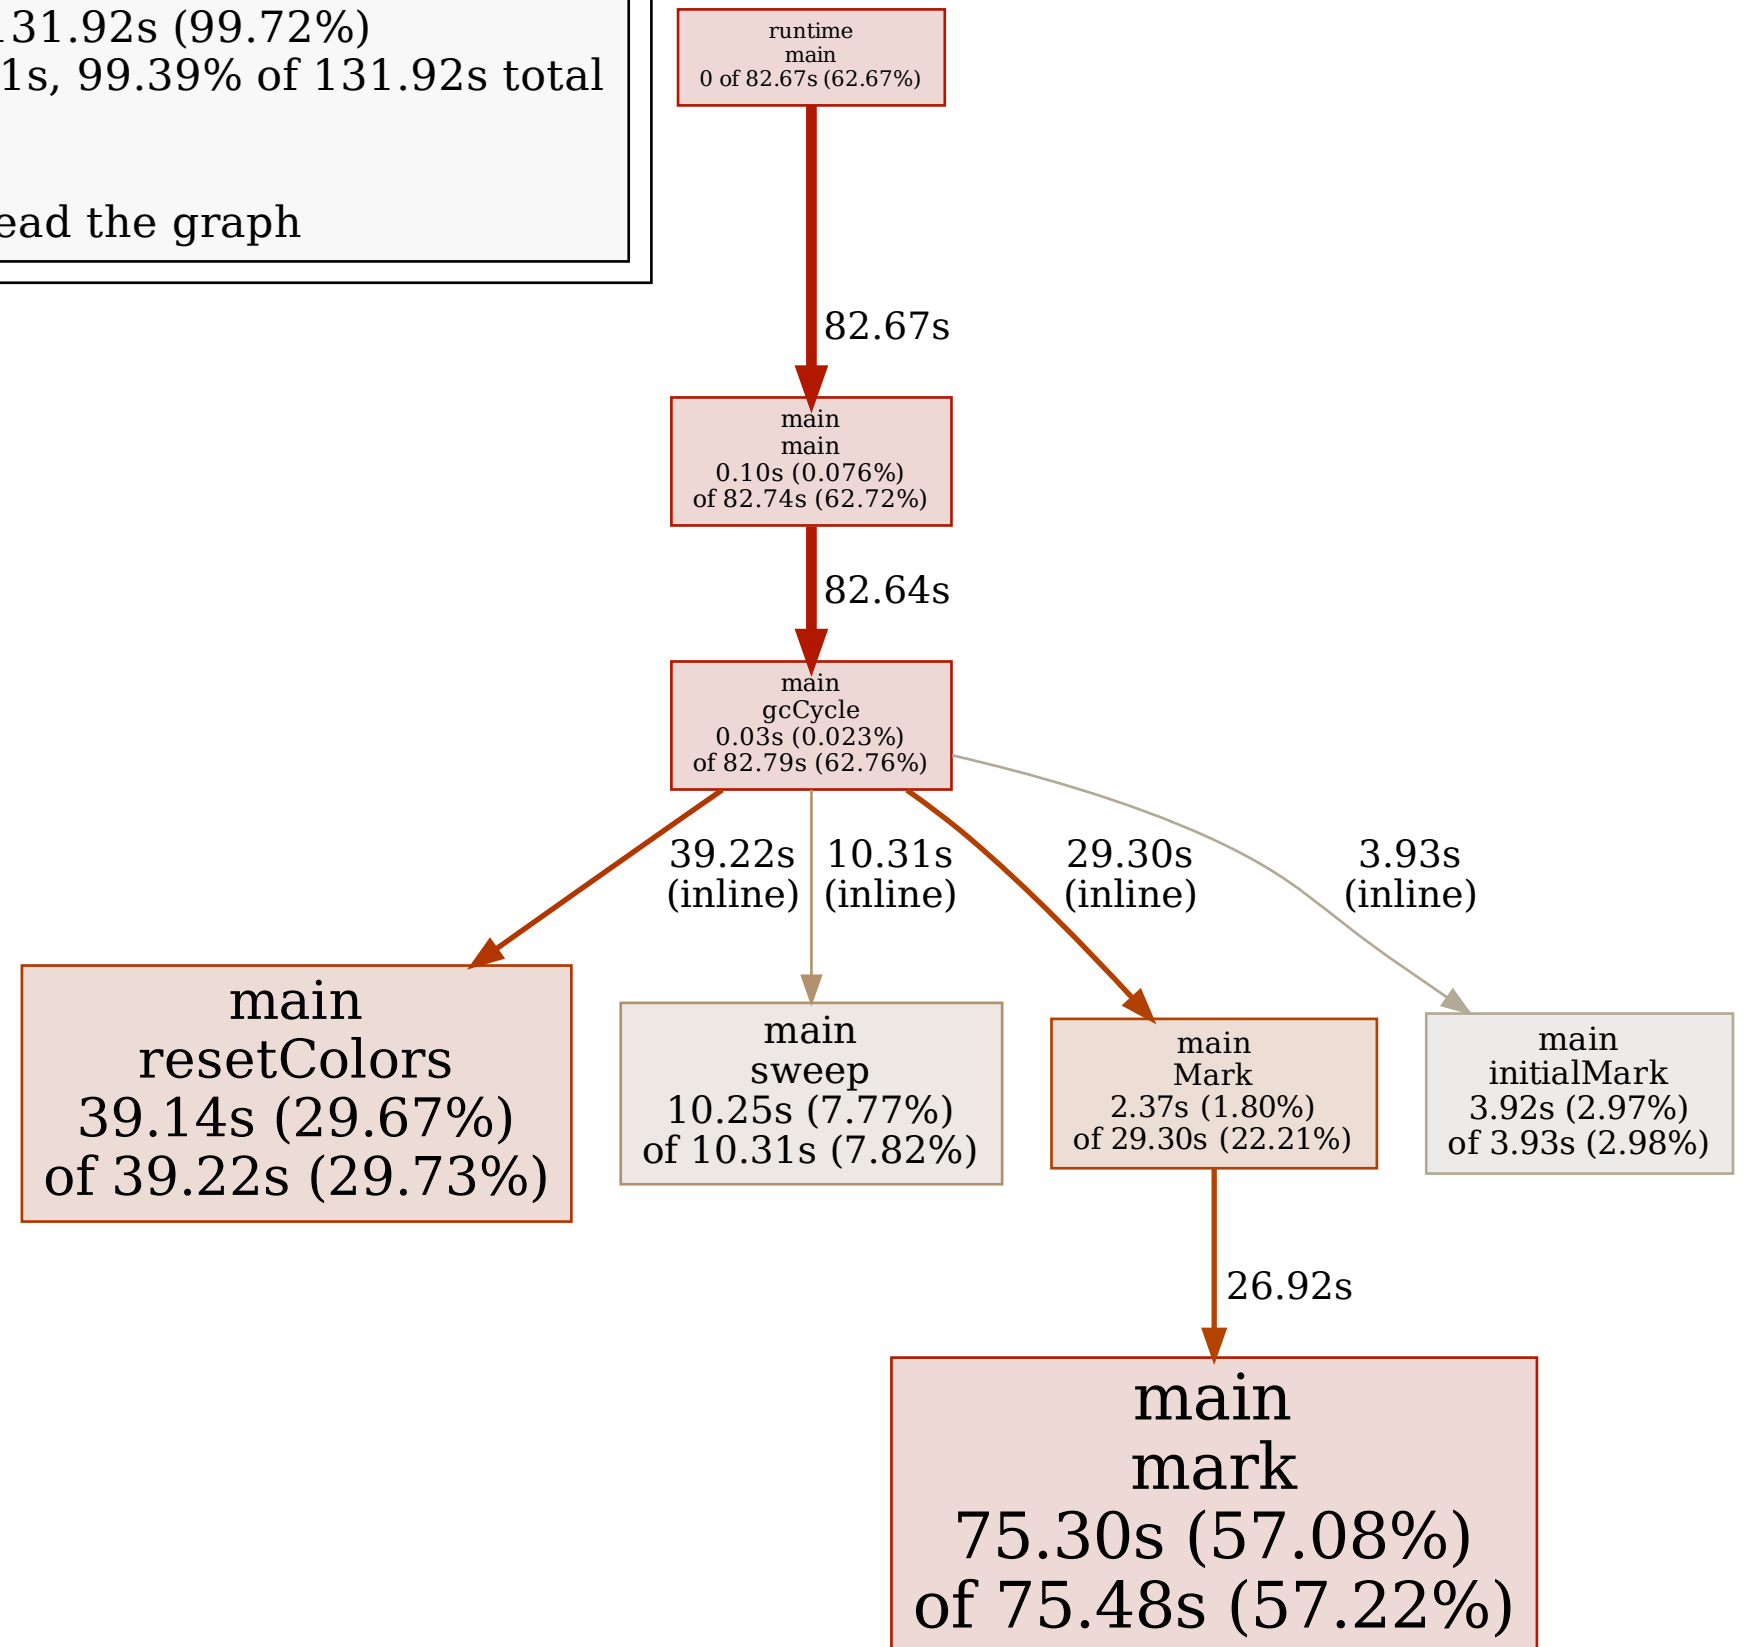 131.92s (99.72%)
1s, 99.39% of 131.92s total
ead the graph
runtime
main
0 of 82.67s (62.67%)
82.67s
main
main
0.10s (0.076%)
of 82.74s (62.72%)
82.64s
main
gcCycle
0.03s (0.023%)
of 82.79s (62.76%)
39.22s
(inline)
10.31s
(inline)
29.30s
(inline)
3.93s
(inline)
main
resetColors
39.14s (29.67%)
of 39.22s (29.73%)
main
sweep
10.25s (7.77%)
of 10.31s (7.82%)
main
Mark
2.37s (1.80%)
of 29.30s (22.21%)
main
initialMark
3.92s (2.97%)
of 3.93s (2.98%)
26.92s
main
mark
75.30s (57.08%)
of 75.48s (57.22%)